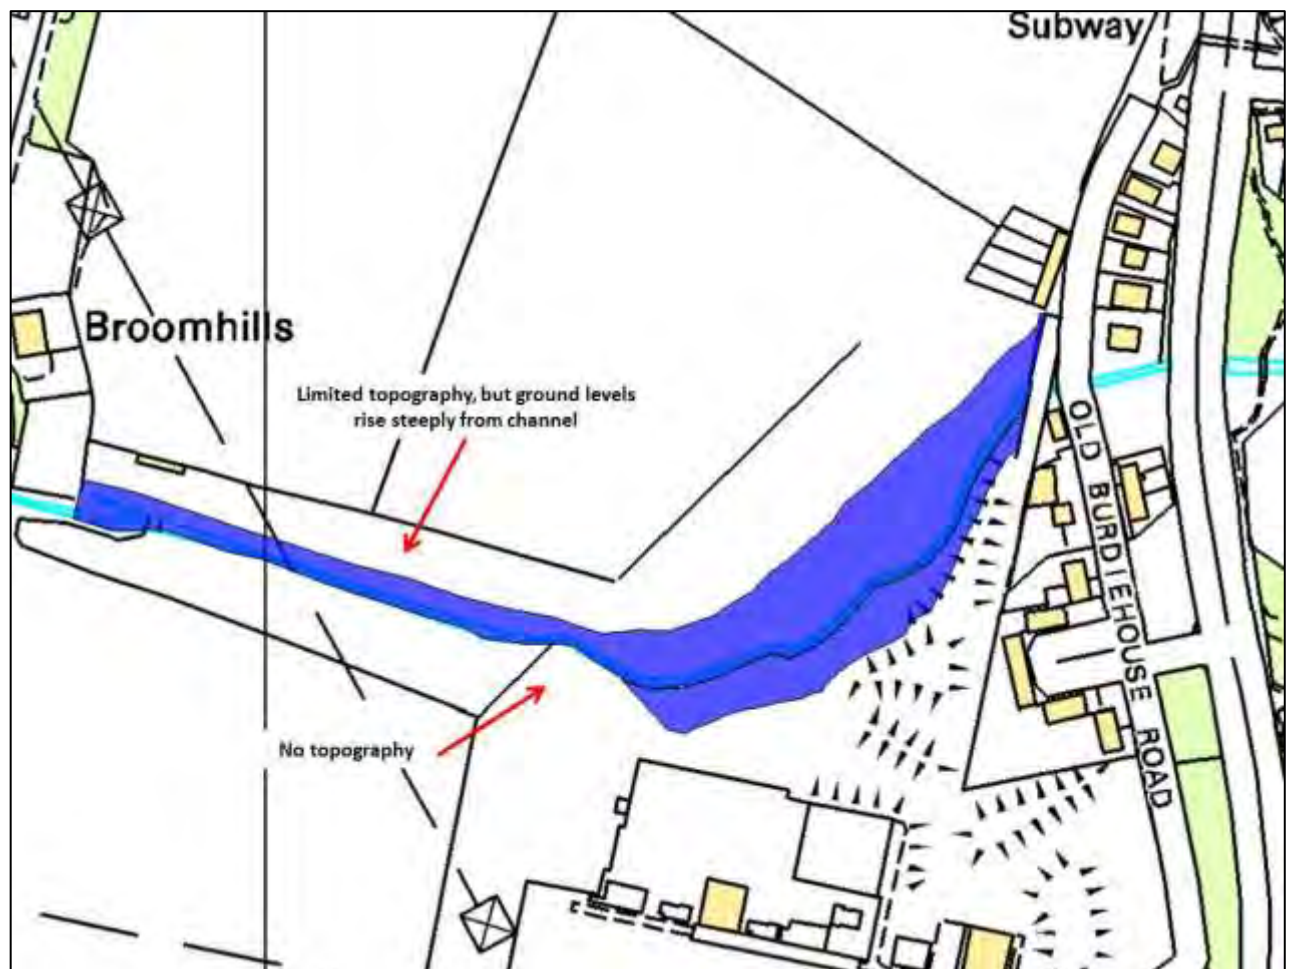 Subway
Broomhills
Limited topography, but ground levels
rise steeply from channel
OLD BURDIEHOUSE ROAD
No topography